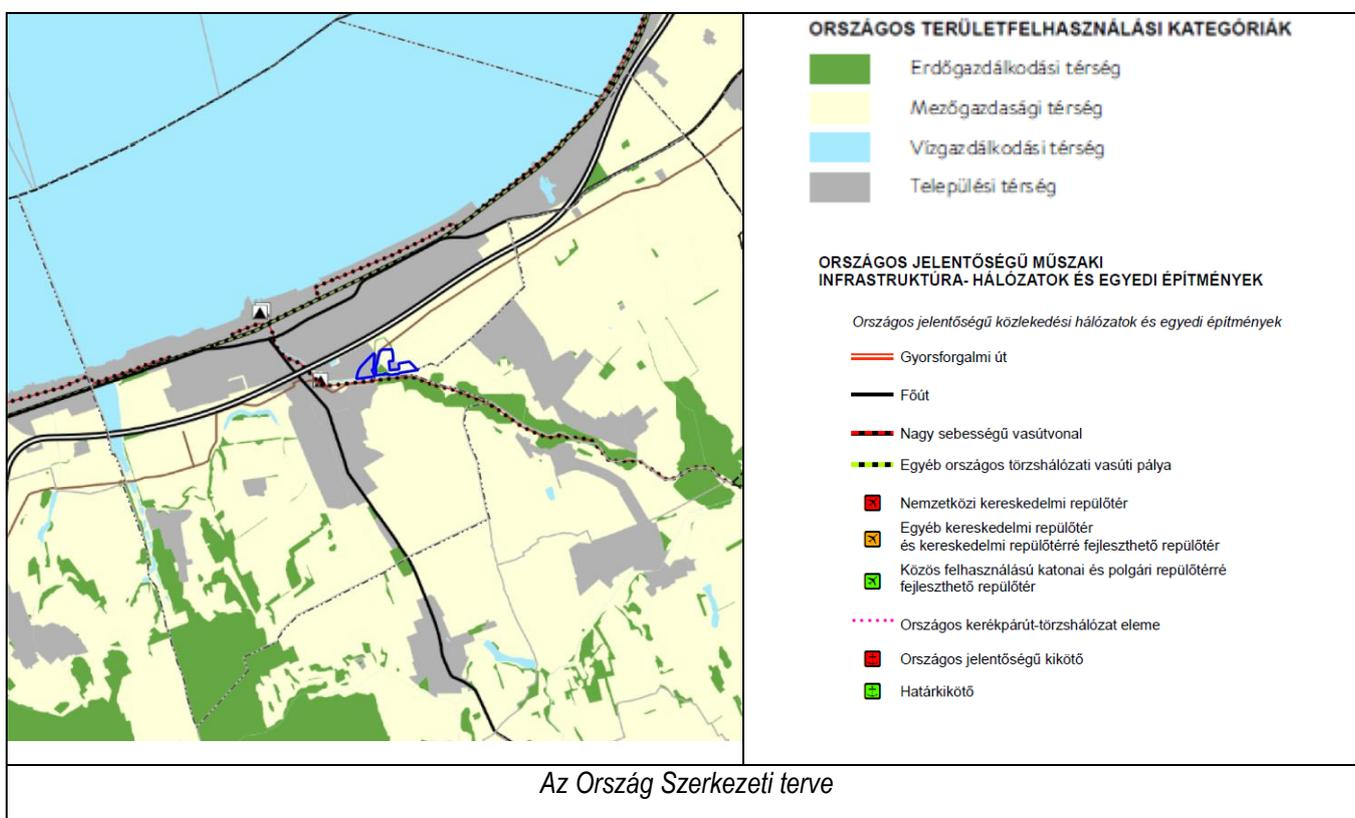 ORSZÁGOS TERÜLETFELHASZNÁLÁSI KATEGÓRIÁK
Erdőgazdálkodási térség
Mezőgazdasági térség
Vízgazdálkodási térség
Települési térség
ORSZÁGOS JELENTŐSÉGŰ MŰSZAKI
INFRASTRUKTÚRA- HÁLÓZATOK ÉS EGYEDI ÉPÍTMÉNYEK
Országos jelentőségű közlekedési hálózatok és egyedi építmények
Gyorsforgalmi út
Főút
Nagy sebességű vasútvonal
Egyéb országos törzshálózati vasúti pálya
Nemzetközi kereskedelmi repülőtér
Egyéb kereskedelmi repülőtér
és kereskedelmi repülőtérré fejleszthető repülőtér
Közös felhasználású katonai és polgári repülőtérré
fejleszthető repülőtér
Országos kerékpárút-törzshálózat eleme
Országos jelentőségű kikötő
Határkikötő
Az Ország Szerkezeti terve